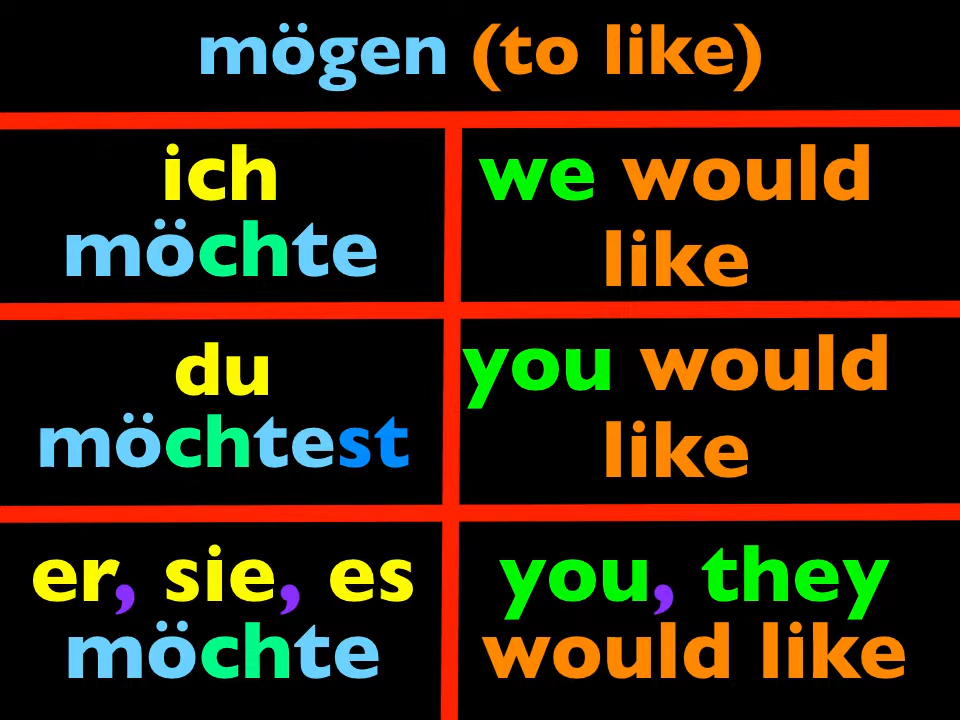 mögen (to like)
ich
möchte
we would
like
du
möchtest
you would
like
er, sie, es
möchte
you, they
would like